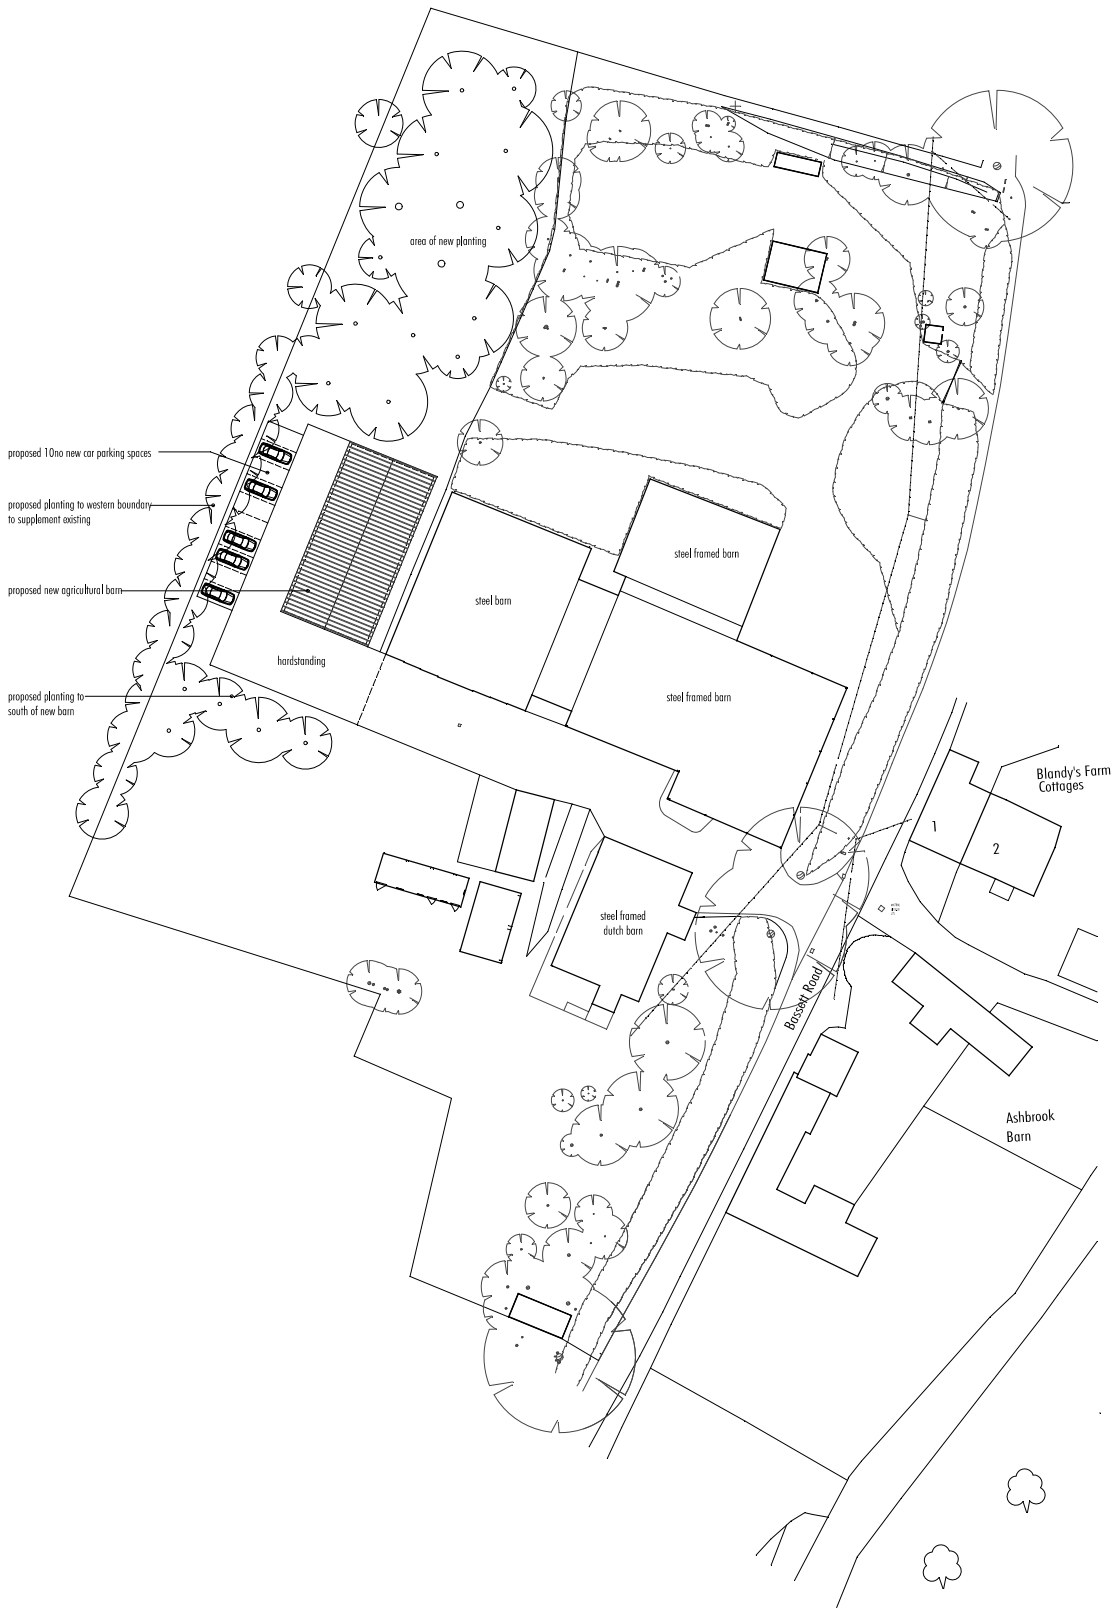 area of new planting
proposed 10no new car parking spaces
proposed planting to western boundary
to supplement existing
proposed new agricultural barn
proposed planting to
south of new barn
hardstanding
steel barn
steel framed barn
steel framed barn
steel framed
dutch barn
Blandy's Farm
Cottages
1
2
Bassett Road
Ashbrook
Barn